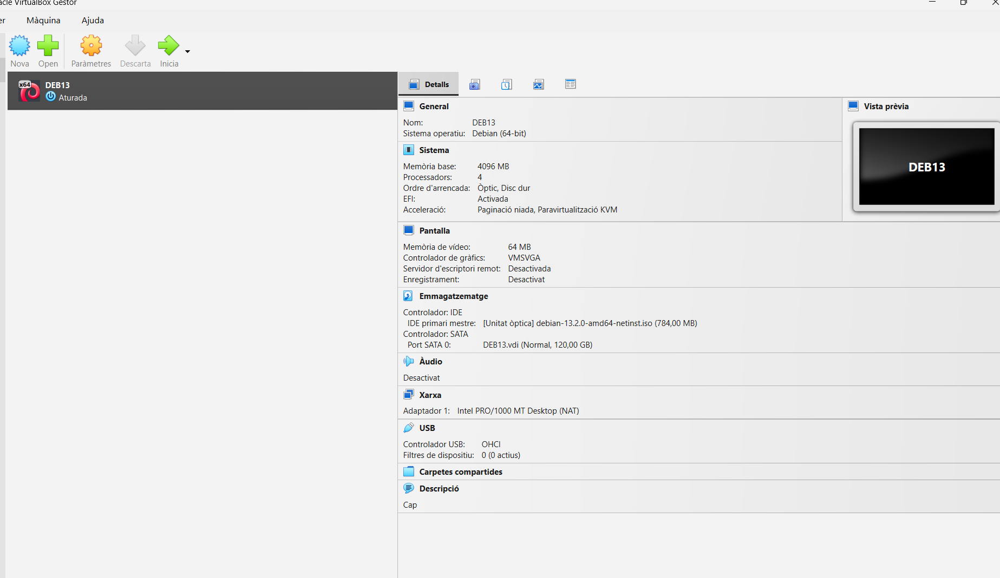 acle VirtualBox Gestor
er Màquina Ajuda
Nova Open Paràmetres Descarta Inicia
x64
DEB13
Aturada
Detalls
General
Nom: DEB13
Sistema operatiu: Debian (64-bit)
Sistema
Memòria base: 4096 MB
Processadors: 4
Ordre d'arrencada: Òptic, Disc dur
EFI: Activada
Acceleració: Paginació niada, Paravirtualització KVM
Vista prèvia
DEB13
Pantalla
Memòria de vídeo: 64 MB
Controlador de gràfics: VMSVGA
Servidor d'escriptori remot: Desactivada
Enregistrament: Desactivat
Emmagatzematge
Controlador: IDE
IDE primari mestre: [Unitat òptica] debian-13.2.0-amd64-netinst.iso (784,00 MB)
Controlador: SATA
Port SATA 0: DEB13.vdi (Normal, 120,00 GB)
Àudio
Desactivat
Xarxa
Adaptador 1: Intel PRO/1000 MT Desktop (NAT)
USB
Controlador USB: OHCI
Filtres de dispositiu: 0 (0 actius)
Carpetes compartides
Descripció
Cap